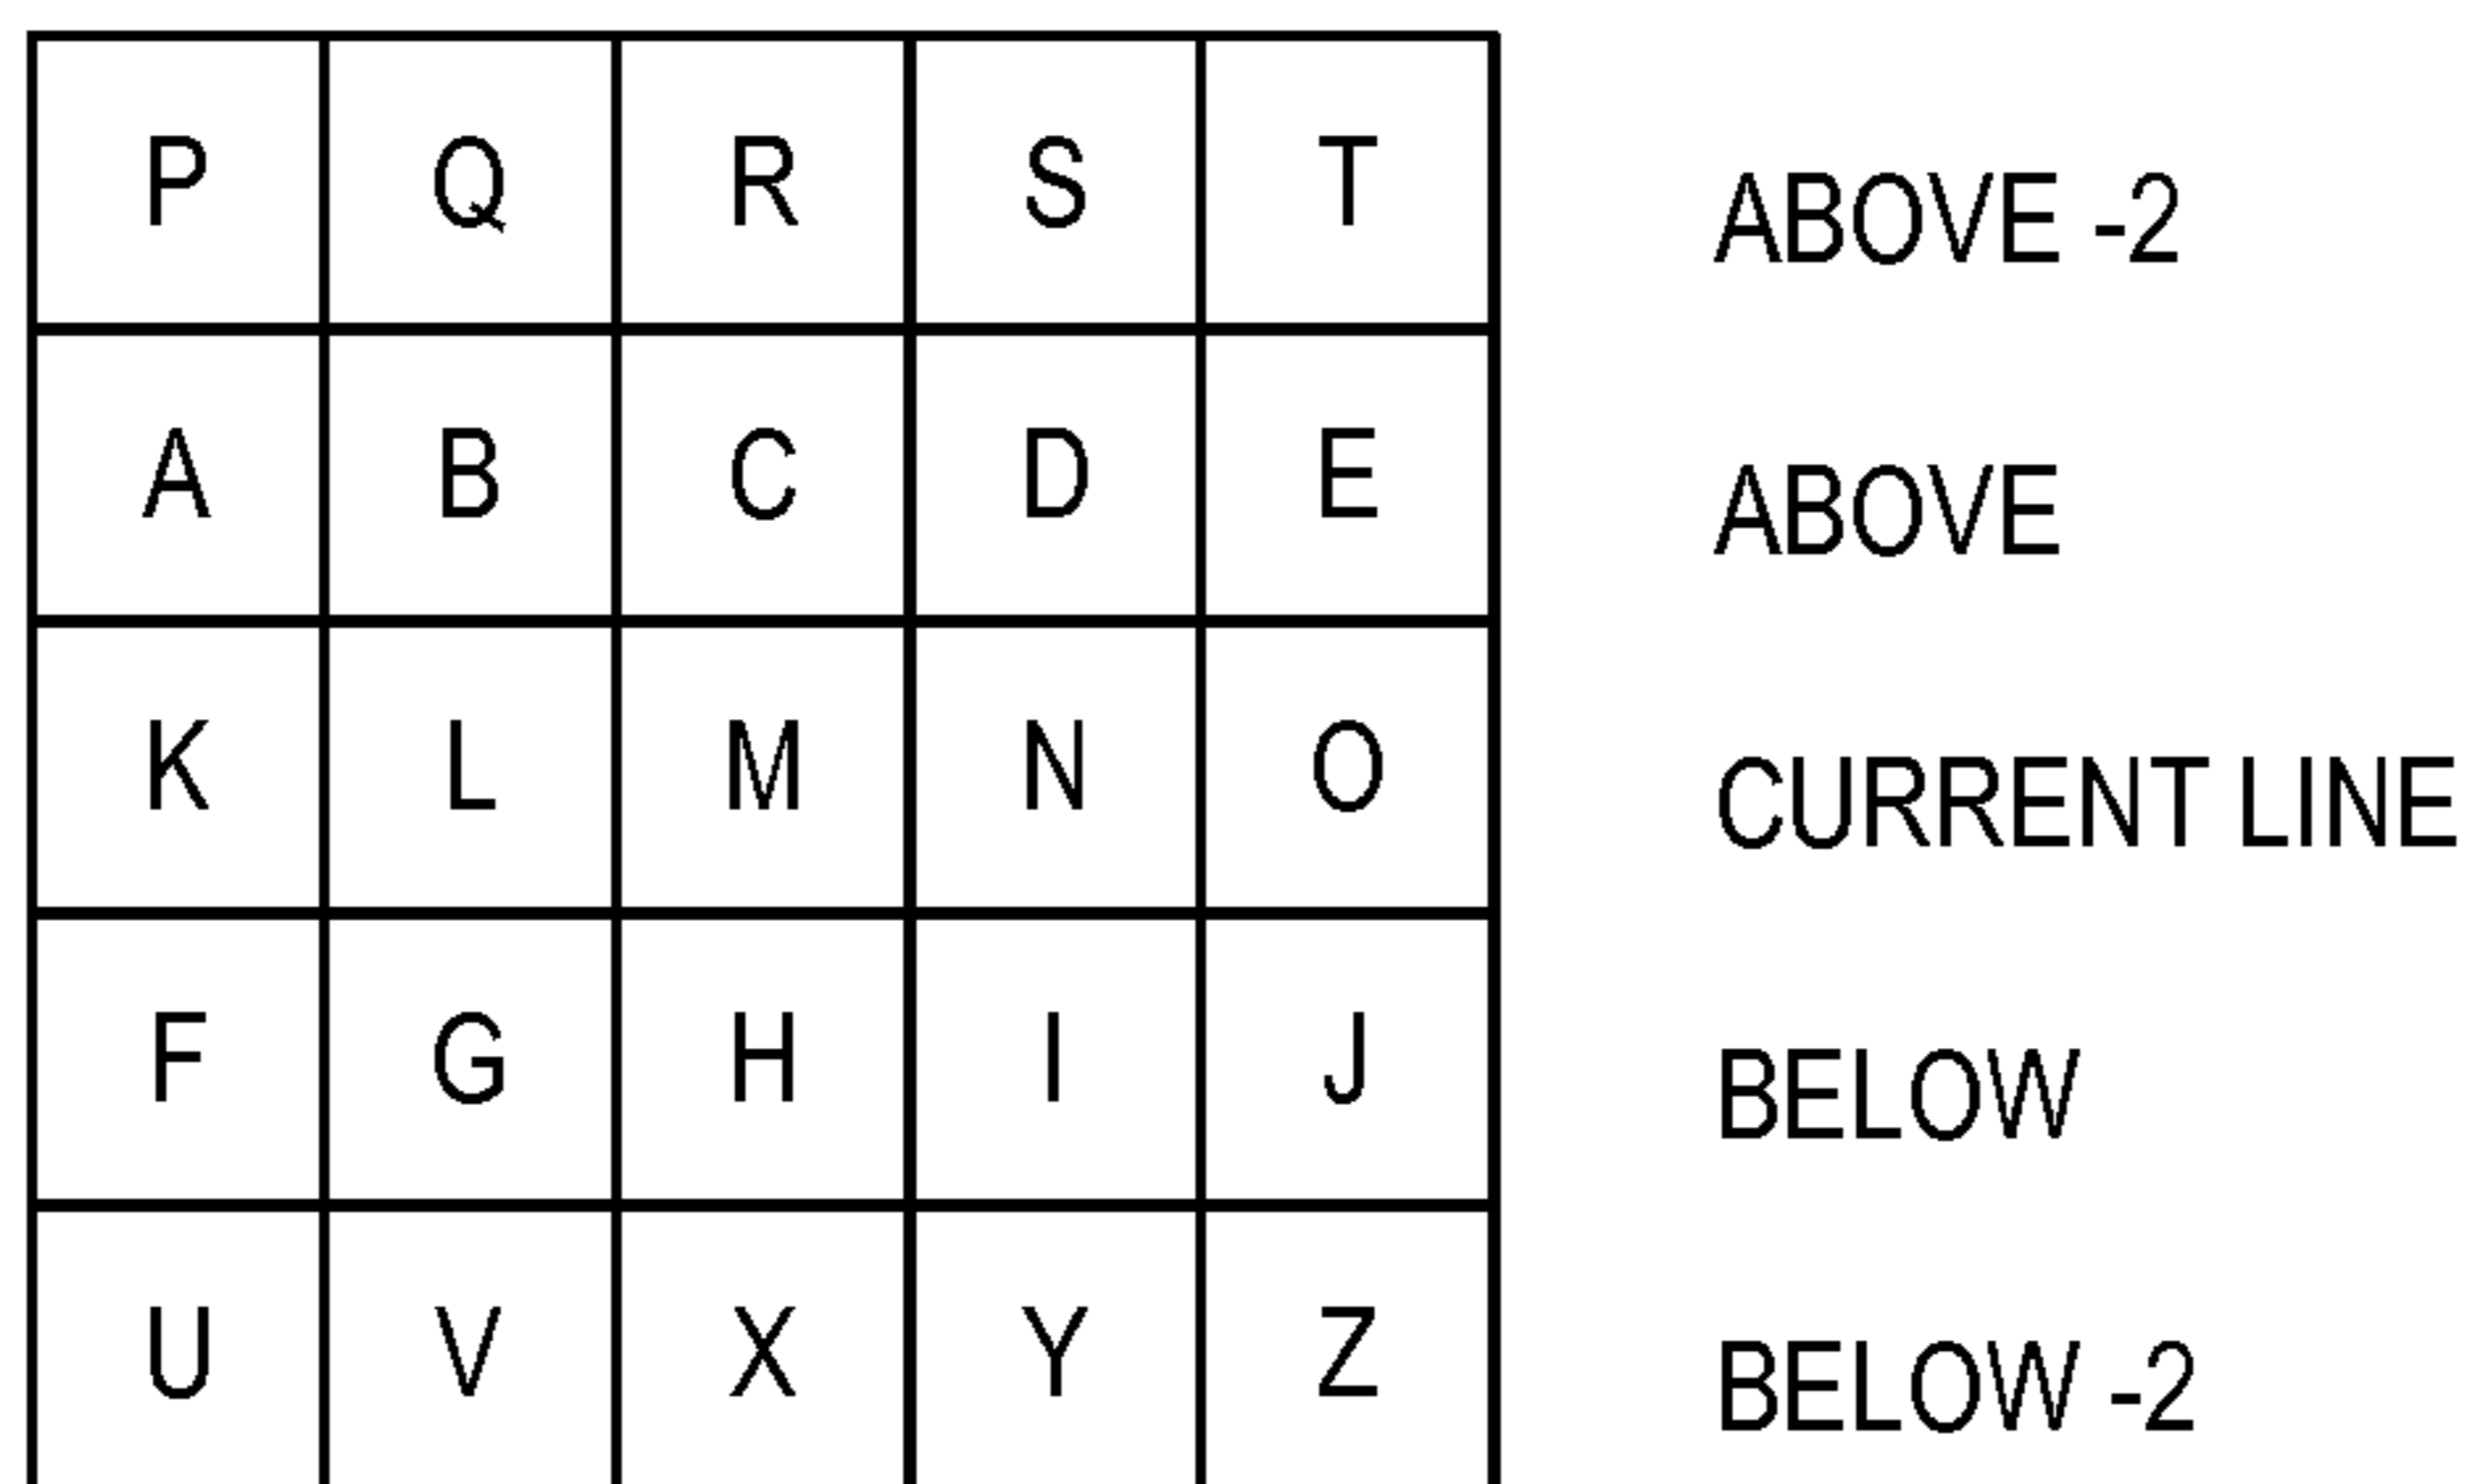 P Q R S T ABOVE -2
A B C D E ABOVE
K L M N O CURRENT LINE
F G H I J BELOW
U V X Y Z BELOW -2